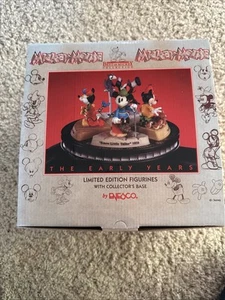 Mickey Mouse Mickey Mouse
THE EARLY YEARS
LIMITED EDITION FIGURINES
WITH COLLECTOR'S BASE
by ENESCO